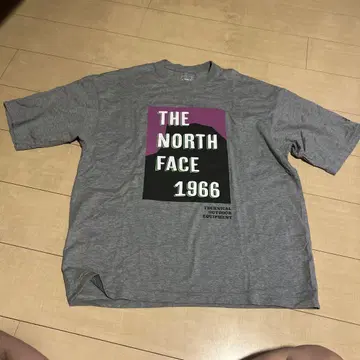 THE
NORTH
FACE
1966
TECHNICAL
OUTDOOR
EQUIPMENT